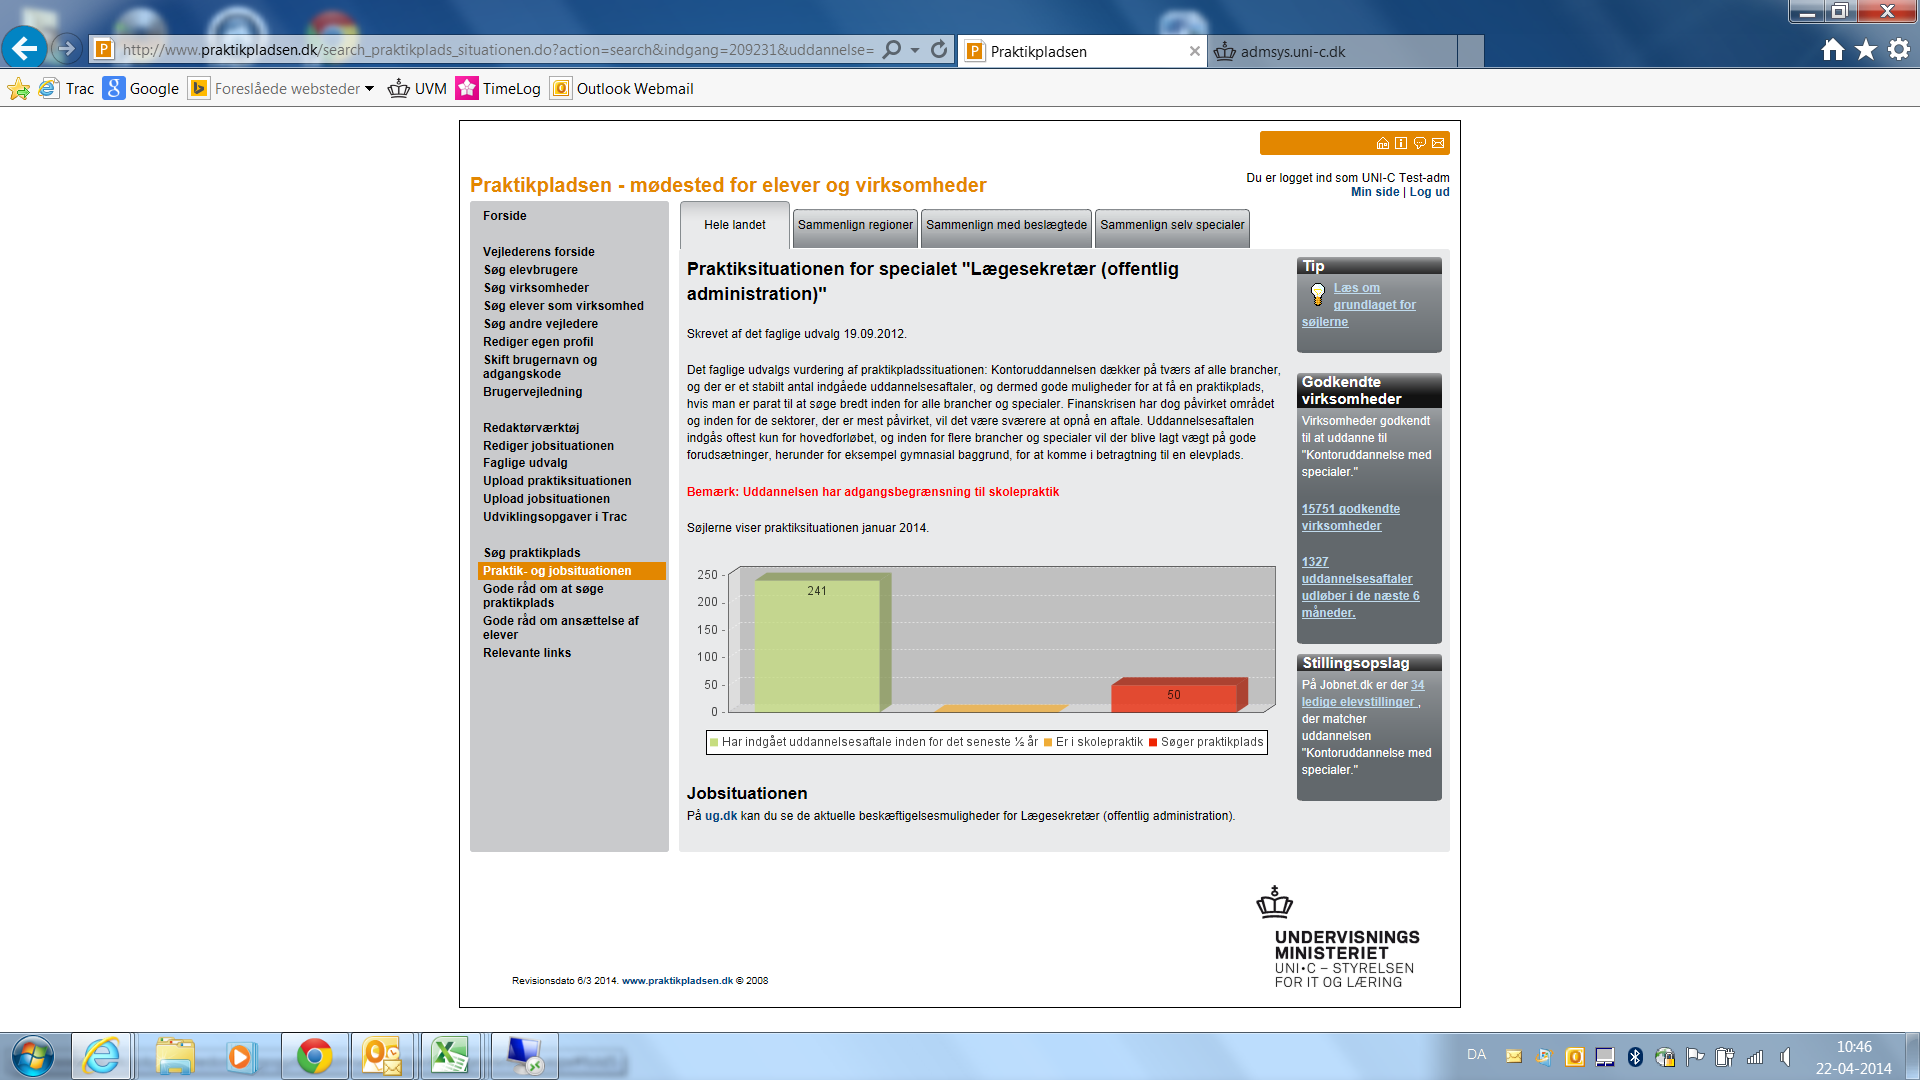 http://www.praktikpladsen.dk/search_praktikplads_situationen.do?action=search&indgang=209231&uddannelse=
Praktikpladsen
admsys.uni-c.dk
Trac
Google
Foreslåede websteder
UVM
TimeLog
Outlook Webmail
Praktikpladsen - mødested for elever og virksomheder
Du er logget ind som UNI-C Test-adm
Min side | Log ud
Forside
Vejlederens forside
Søg elevbrugere
Søg virksomheder
Søg elever som virksomhed
Søg andre vejledere
Rediger egen profil
Skift brugernavn og
adgangskode
Brugervejledning
Redaktørværktøj
Rediger jobsituationen
Faglige udvalg
Upload praktiksituationen
Upload jobsituationen
Udviklingsopgaver i Trac
Søg praktikplads
Praktik- og jobsituationen
Gode råd om at søge
praktikplads
Gode råd om ansættelse af
elever
Relevante links
Hele landet
Sammenlign regioner
Sammenlign med beslægtede
Sammenlign selv specialer
Praktiksituationen for specialet "Lægesekretær (offentlig
administration)"
Skrevet af det faglige udvalg 19.09.2012.
Det faglige udvalgs vurdering af praktikpladssituationen: Kontoruddannelsen dækker på tværs af alle brancher,
og der er et stabilt antal indgåede uddannelsesaftaler, og dermed gode muligheder for at få en praktikplads,
hvis man er parat til at søge bredt inden for alle brancher og specialer. Finanskrisen har dog påvirket området
og inden for de sektorer, der er mest påvirket, vil det være sværere at opnå en aftale. Uddannelsesaftalen
indgås oftest kun for hovedforløbet, og inden for flere brancher og specialer vil der blive lagt vægt på gode
forudsætninger, herunder for eksempel gymnasial baggrund, for at komme i betragtning til en elevplads.
Bemærk: Uddannelsen har adgangsbegrænsning til skolepraktik
Søjlerne viser praktiksituationen januar 2014.
250
200
150
100
50
0
241
50
Har indgået uddannelsesaftale inden for det seneste ½ år
Er i skolepraktik
Søger praktikplads
Jobsituationen
På ug.dk kan du se de aktuelle beskæftigelsesmuligheder for Lægesekretær (offentlig administration).
Tip
Læs om
grundlaget for
søjlerne
Godkendte
virksomheder
Virksomheder godkendt
til at uddanne til
"Kontoruddannelse med
specialer."
15751 godkendte
virksomheder
1327
uddannelsesaftaler
udløber i de næste 6
måneder.
Stillingsopslag
På Jobnet.dk er der 34
ledige elevstillinger ,
der matcher
uddannelsen
"Kontoruddannelse med
specialer."
UNDERVISNINGS
MINISTERIET
UNI•C – STYRELSEN
FOR IT OG LÆRING
Revisionsdato 6/3 2014. www.praktikpladsen.dk © 2008
DA
10:46
22-04-2014